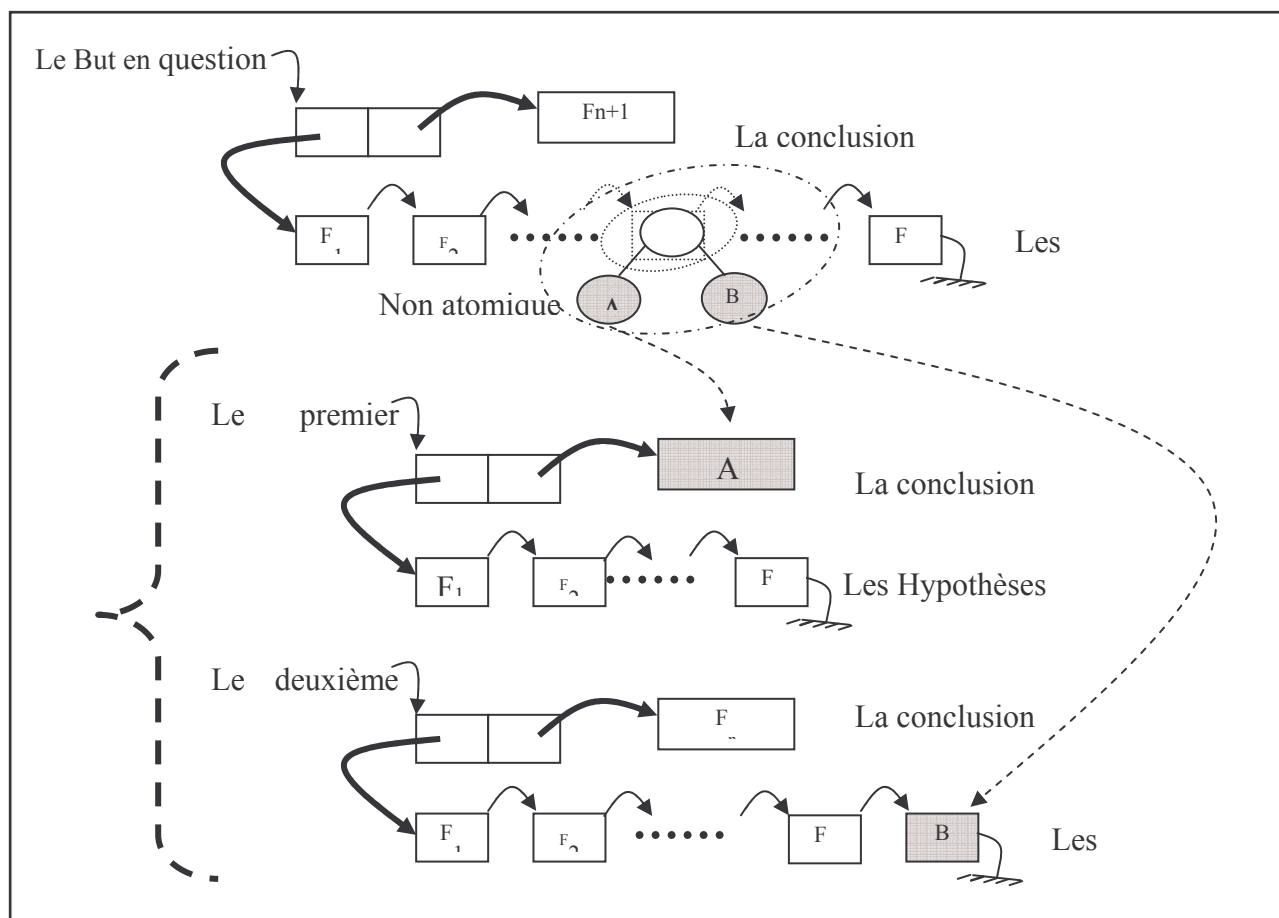 Le But en question
Fn+1
La conclusion
F
F
F
Les
Non atomique
A
B
Le premier
A
La conclusion
F1
F
F
Les Hypothèses
Le deuxième
F
La conclusion
F
F
F
B
Les